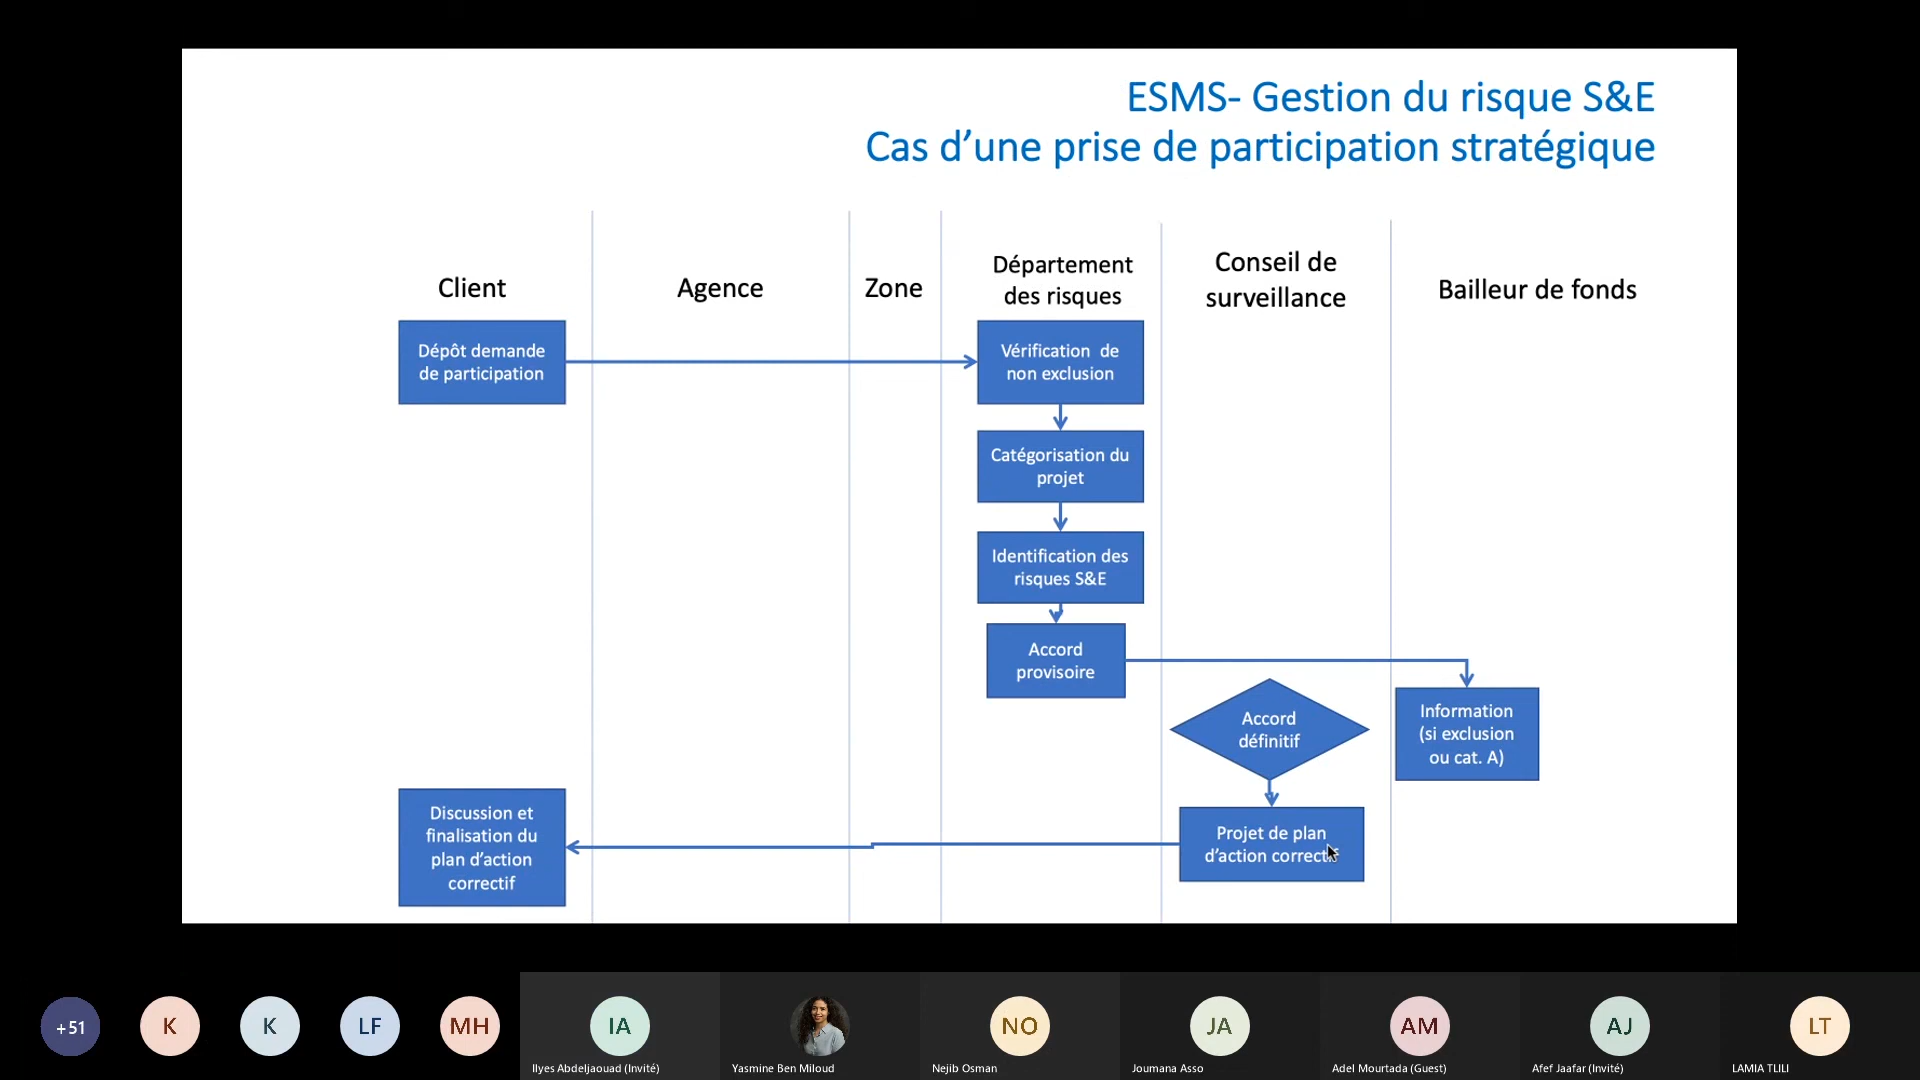 ESMS- Gestion du risque S&E
Cas d’une prise de participation stratégique
Client
Agence
Zone
Département
des risques
Conseil de
surveillance
Bailleur de fonds
Dépôt demande
de participation
Vérification de
non exclusion
Catégorisation du
projet
Identification des
risques S&E
Accord
provisoire
Accord
définitif
Information
(si exclusion
ou cat. A)
Projet de plan
d’action correctif
Discussion et
finalisation du
plan d’action
correctif
+51
K
K
LF
MH
IA
NO
JA
AM
AJ
LT
Ilyes Abdeljaouad (Invité)
Yasmine Ben Miloud
Nejib Osman
Joumana Asso
Adel Mourtada (Guest)
Afef Jaafar (Invité)
LAMIA TLILI